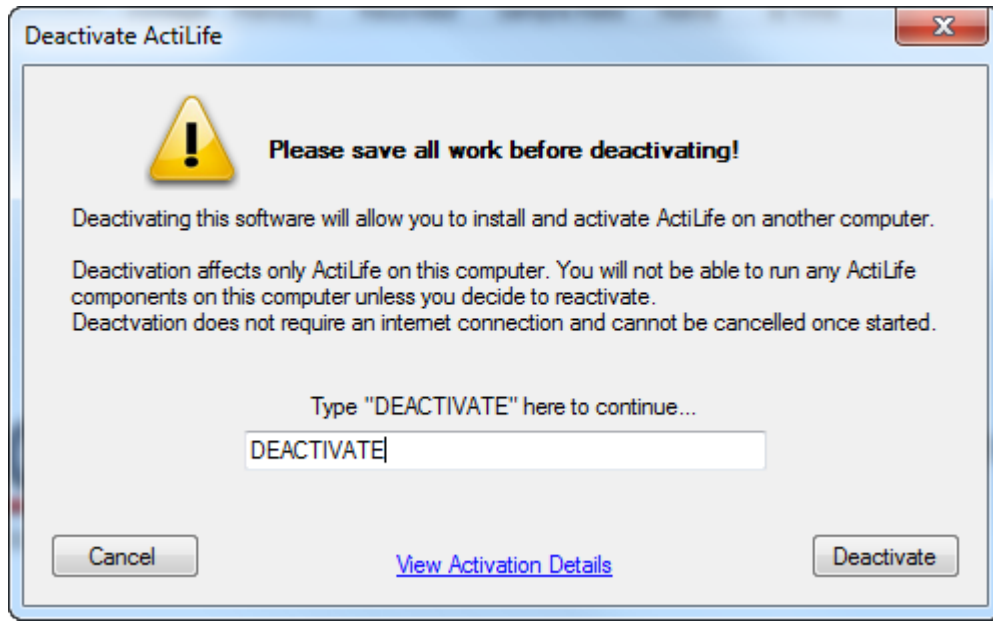 Deactivate ActiLife
Please save all work before deactivating!
Deactivating this software will allow you to install and activate ActiLife on another computer.
Deactivation affects only ActiLife on this computer. You will not be able to run any ActiLife
components on this computer unless you decide to reactivate.
Deactvation does not require an internet connection and cannot be cancelled once started.
Type "DEACTIVATE" here to continue...
DEACTIVATE
Cancel
View Activation Details
Deactivate